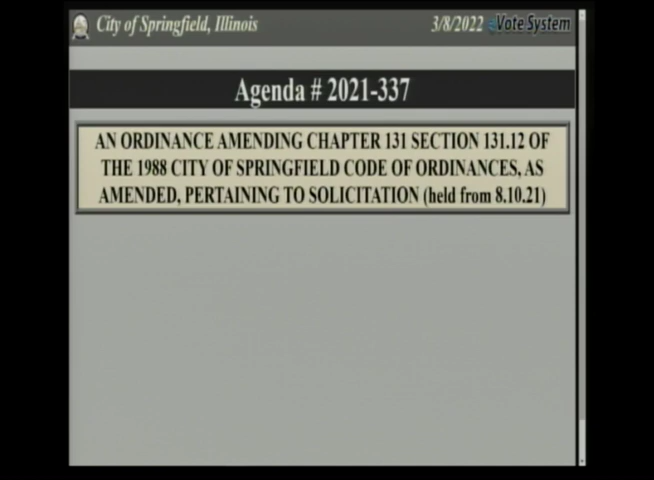 City of Springfield, Illinois 3/8/2022 eVote System
Agenda # 2021-337
AN ORDINANCE AMENDING CHAPTER 131 SECTION 131.12 OF
THE 1988 CITY OF SPRINGFIELD CODE OF ORDINANCES, AS
AMENDED, PERTAINING TO SOLICITATION (held from 8.10.21)